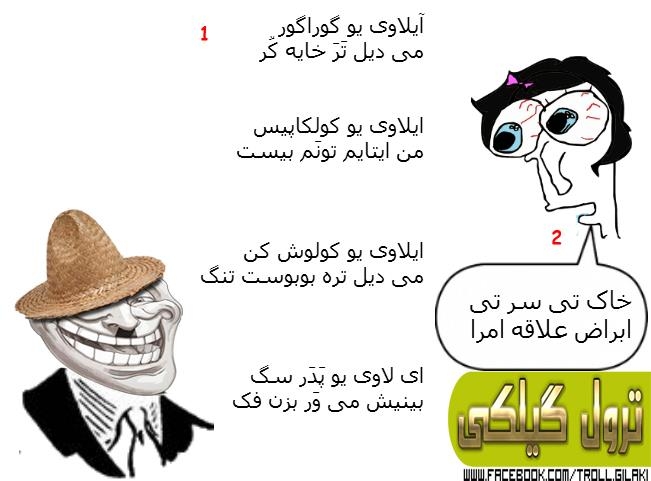 1
آیلاوی یو گوراگور
می دیل تَرَ خایه کُر
ایلاوی یو کولکاپیس
من ایتایم تونَم بیست
ایلاوی یو کولوش کن
می دیل تره بوبوست تنگ
ای لاوی یو پَدَر سگ
بینیش می وَر بزن فک
2
خاک تی سر تی
ابراض علاقه امرا
ترول گیلکی
WWW.FACEBOOK.COM/TROLL.GILAKI